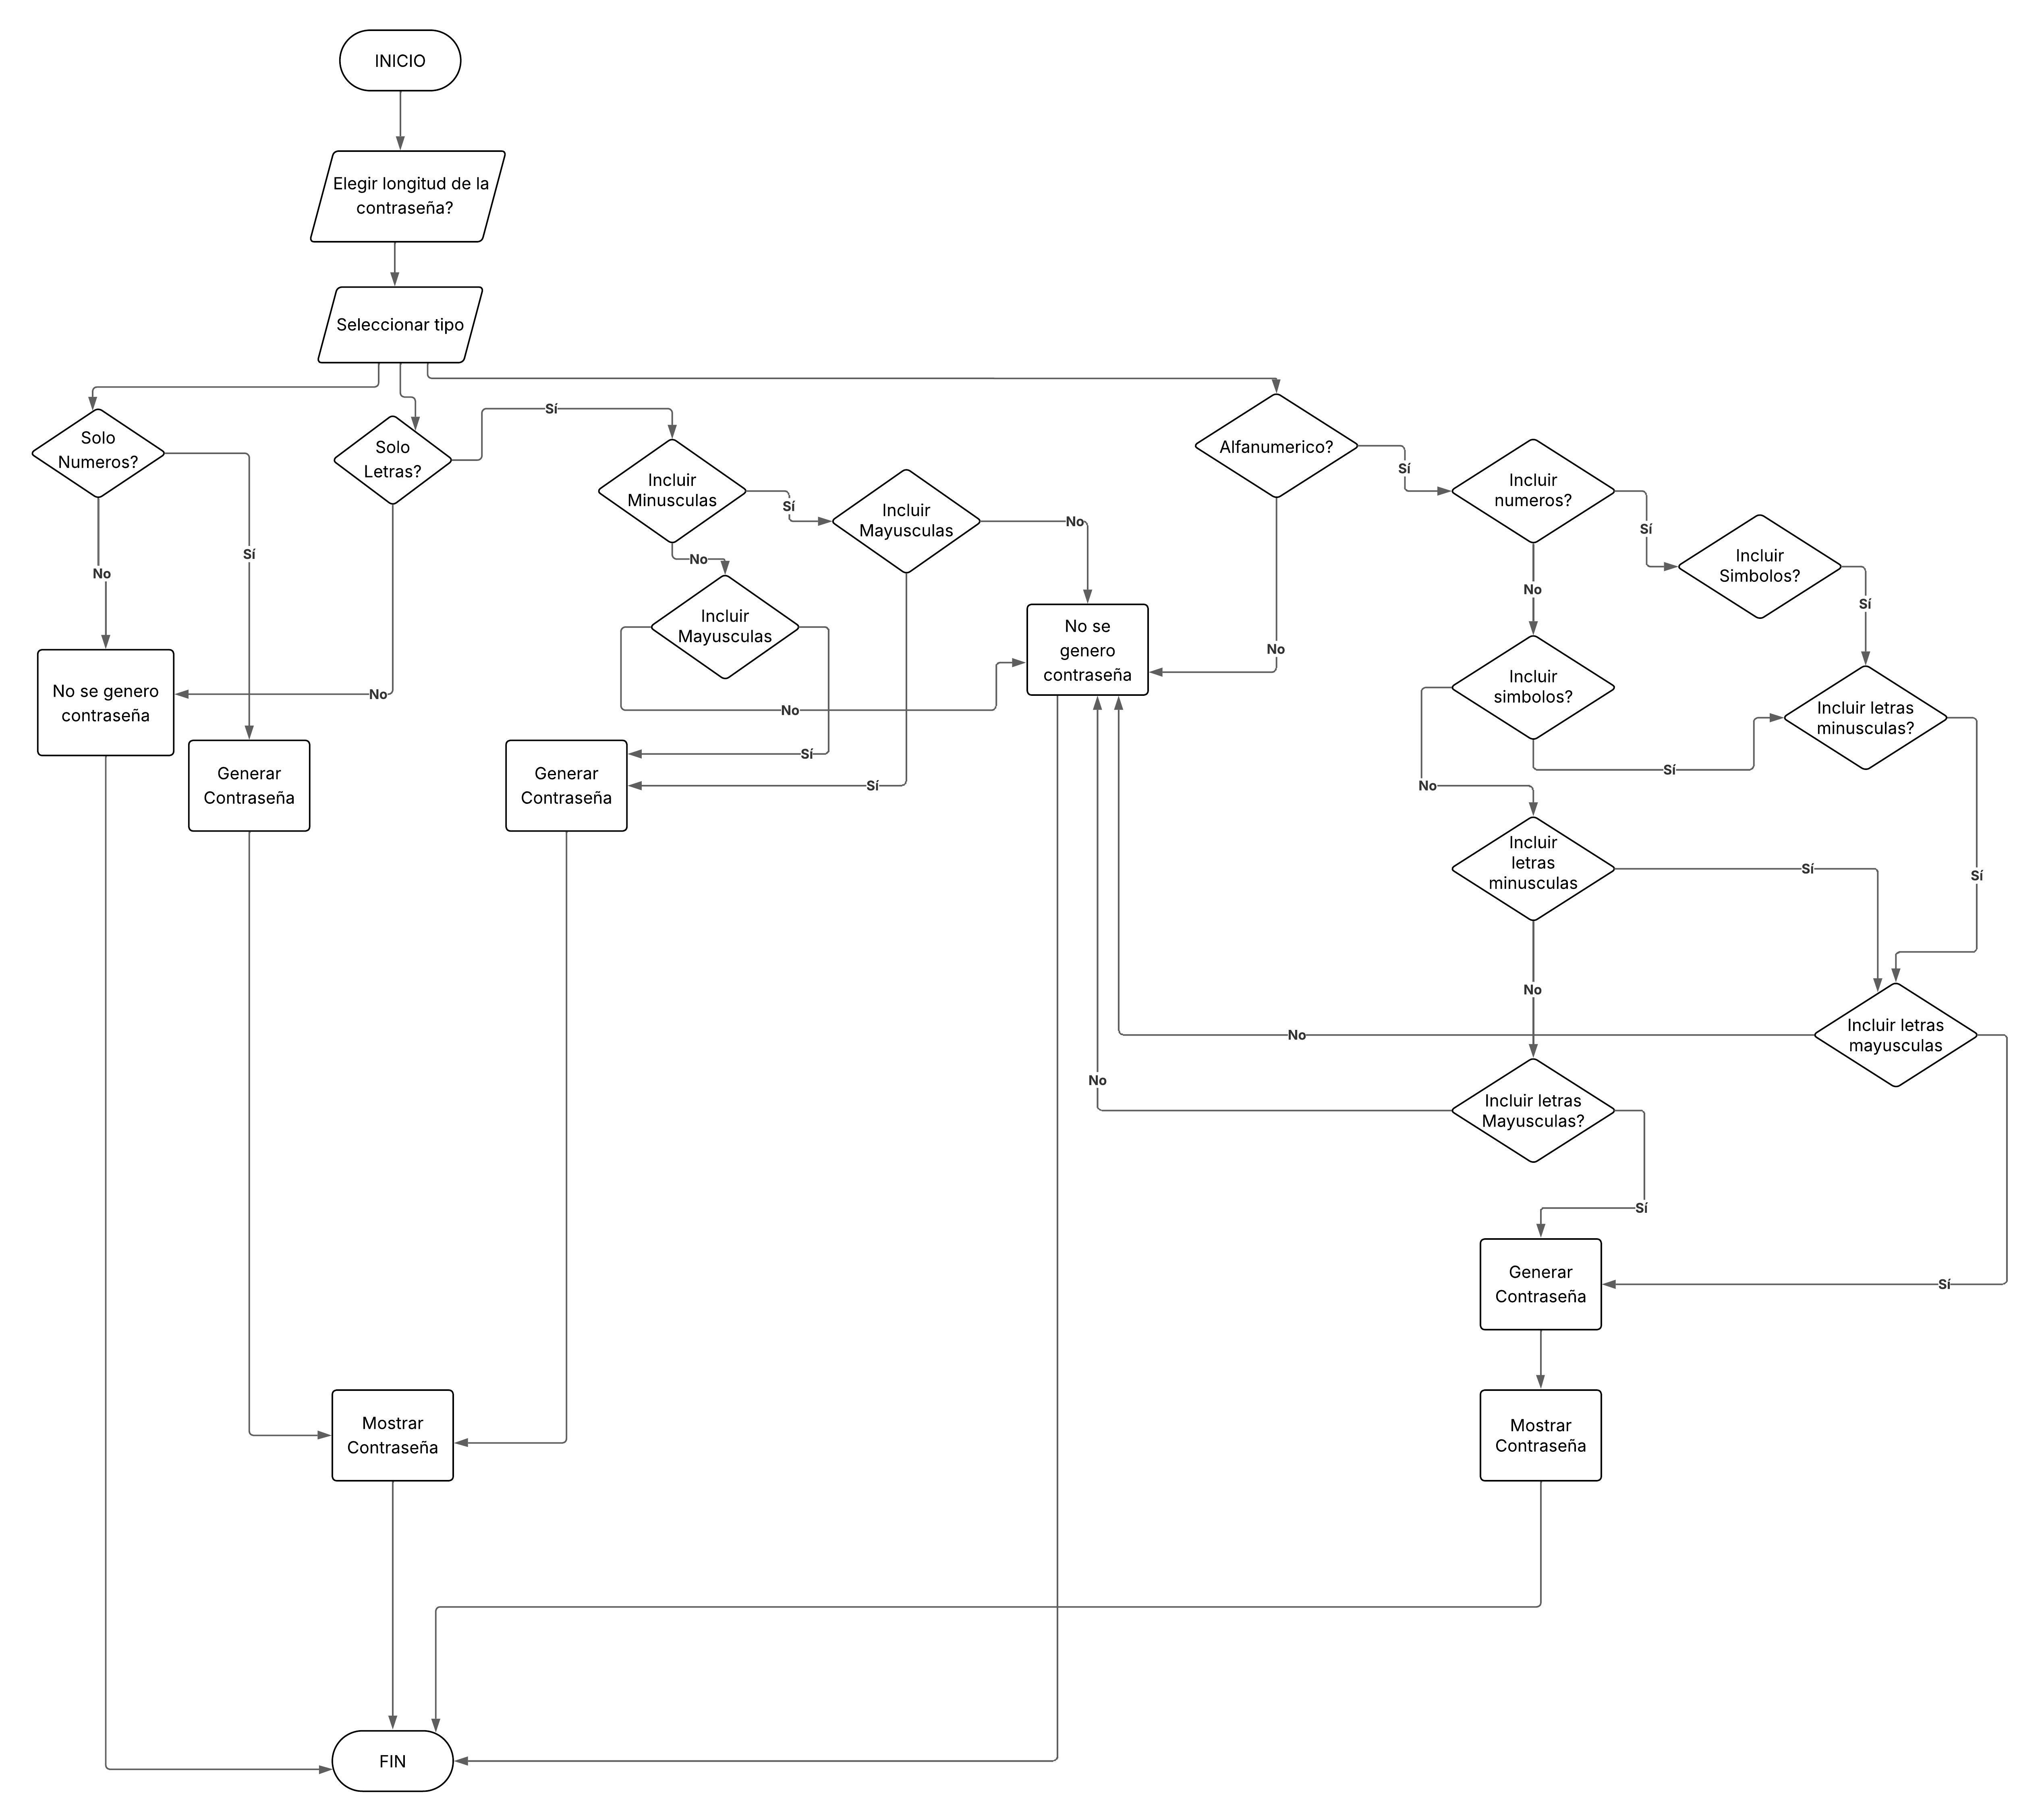 INICIO
Elegir longitud de la
contraseña?
Seleccionar tipo
Solo
Numeros?
Sí
No
Solo
Letras?
Sí
No
Incluir
Minusculas
Sí
No
Incluir
Mayusculas
No
Sí
Incluir
Mayusculas
No
Sí
Alfanumerico?
Sí
No
Incluir
numeros?
Sí
No
Incluir
Simbolos?
Sí
Incluir
simbolos?
No
Sí
Incluir letras
minusculas?
Sí
No se genero
contraseña
Generar
Contraseña
Generar
Contraseña
No se
genero
contraseña
Incluir
letras
minusculas
Sí
No
Incluir letras
mayusculas
No
Sí
Incluir letras
Mayusculas?
No
Sí
Generar
Contraseña
Mostrar
Contraseña
Mostrar
Contraseña
FIN